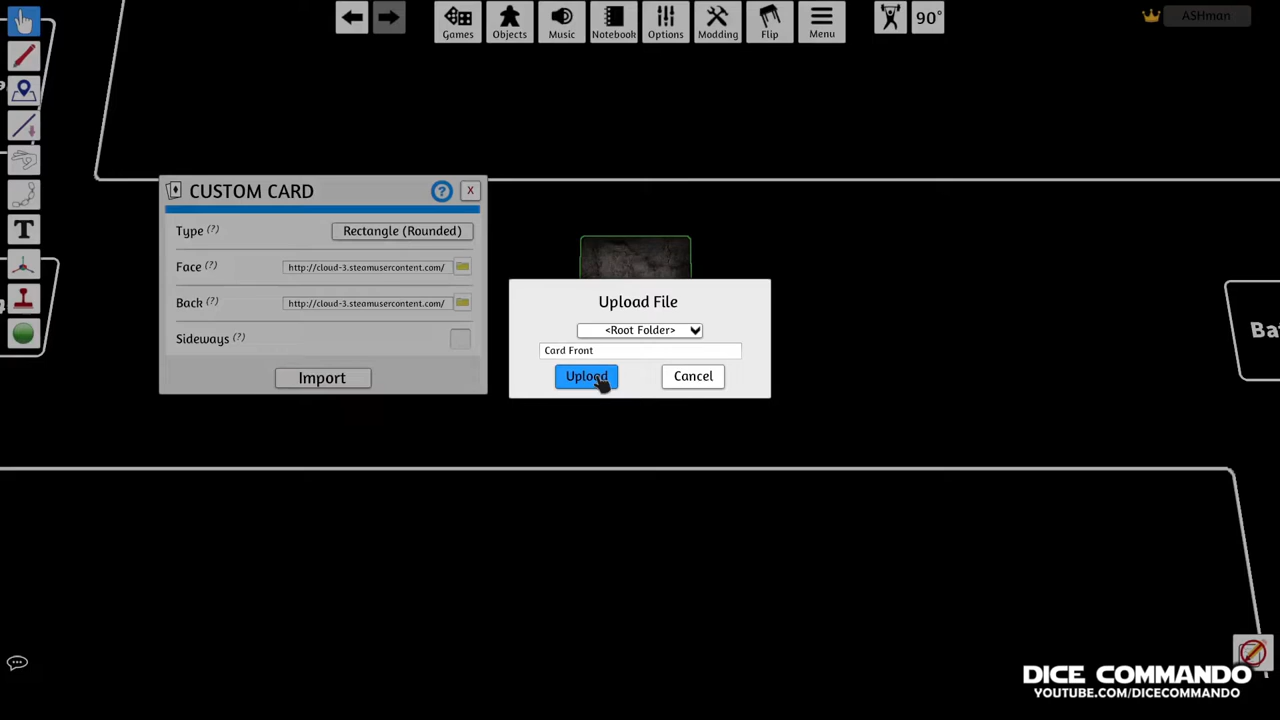 Games
Objects
Music
Notebook
Options
Modding
Flip
Menu
90°
ASHman
T
CUSTOM CARD
?
X
Type (?)
Rectangle (Rounded)
Face (?)
http://cloud-3.steamusercontent.com/
Back (?)
http://cloud-3.steamusercontent.com/
Sideways (?)
Import
Upload File
<Root Folder>
Card Front
Upload
Cancel
Ba
DICE COMMANDO
YOUTUBE.COM/DICECOMMANDO